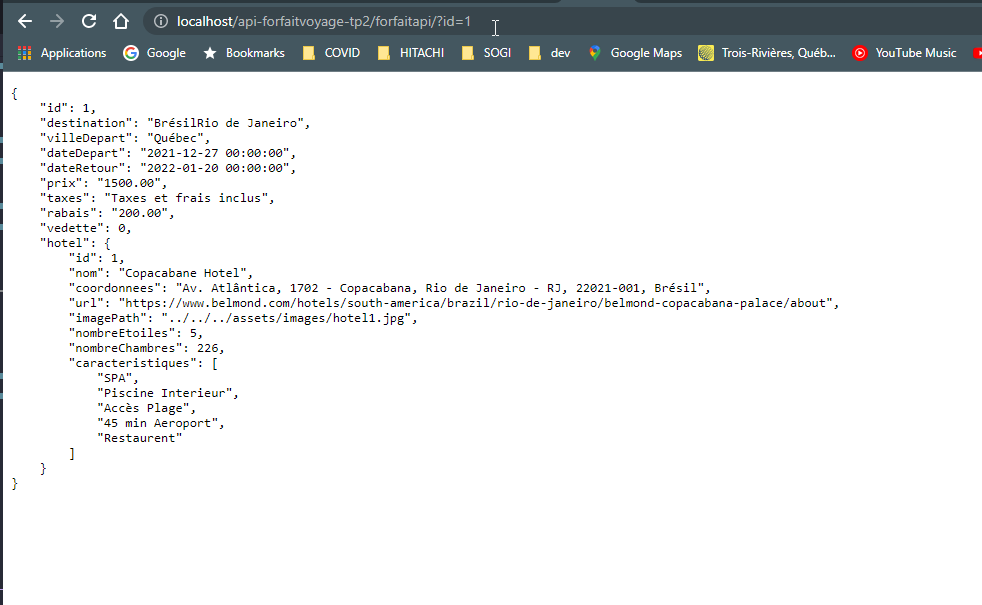 localhost/api-forfaitvoyage-tp2/forfaitapi/?id=1
Applications Google Bookmarks COVID HITACHI SOGI dev Google Maps Trois-Rivières, Québ... YouTube Music
{
    "id": 1,
    "destination": "BrésilRio de Janeiro",
    "villeDepart": "Québec",
    "dateDepart": "2021-12-27 00:00:00",
    "dateRetour": "2022-01-20 00:00:00",
    "prix": "1500.00",
    "taxes": "Taxes et frais inclus",
    "rabais": "200.00",
    "vedette": 0,
    "hotel": {
        "id": 1,
        "nom": "Copacabane Hotel",
        "coordonnees": "Av. Atlântica, 1702 - Copacabana, Rio de Janeiro - RJ, 22021-001, Brésil",
        "url": "https://www.belmond.com/hotels/south-america/brazil/rio-de-janeiro/belmond-copacabana-palace/about",
        "imagePath": "../../../assets/images/hotel1.jpg",
        "nombreEtoiles": 5,
        "nombreChambres": 226,
        "caracteristiques": [
            "SPA",
            "Piscine Interieur",
            "Accès Plage",
            "45 min Aeroport",
            "Restaurent"
        ]
    }
}